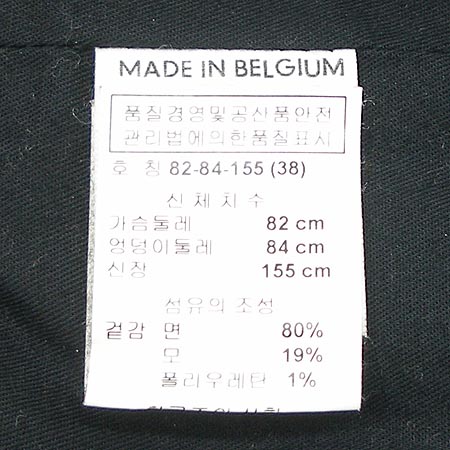 MADE IN BELGIUM
품질경영및공산품안전
관리법에의한품질표시
호 칭 82-84-155 (38)
신체치수
가슴둘레 82 cm
엉덩이둘레 84 cm
신장 155 cm
섬유의 조성
겉감 면 80%
모 19%
폴리우레탄 1%